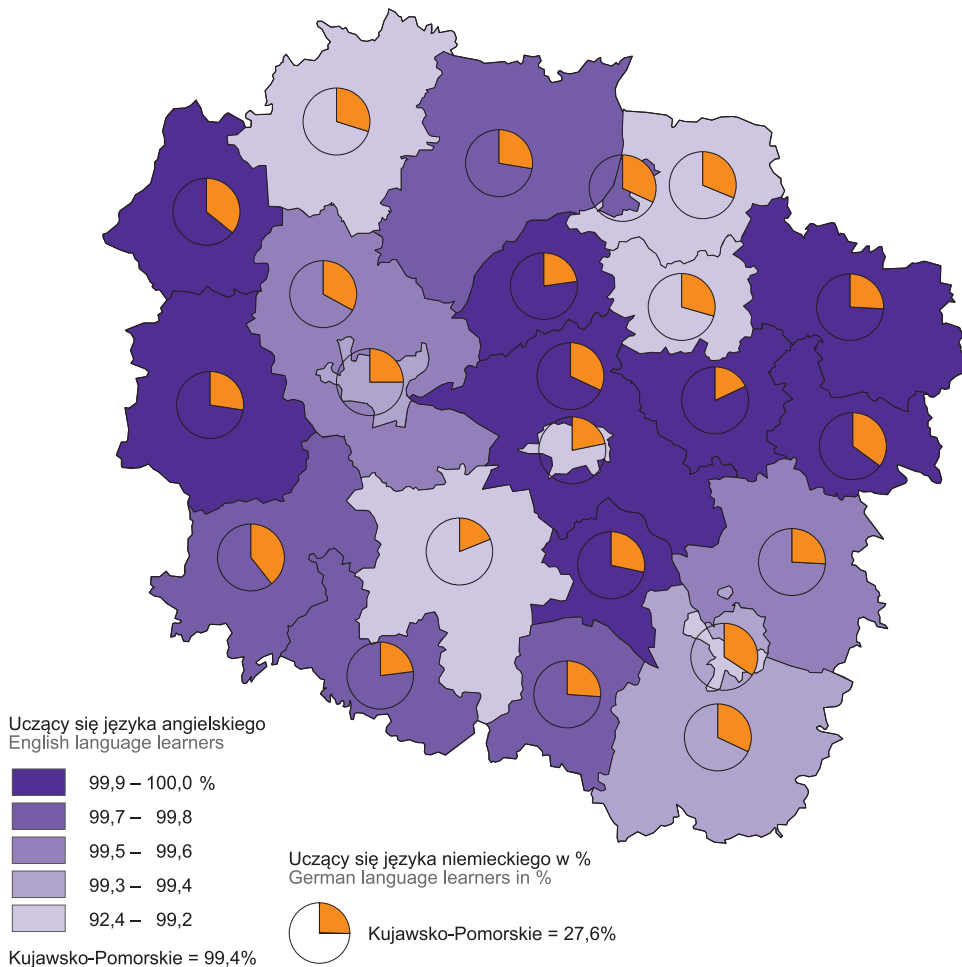 Uczący się języka angielskiego
English language learners
99,9 – 100,0 %
99,7 – 99,8
99,5 – 99,6
99,3 – 99,4
92,4 – 99,2
Kujawsko-Pomorskie = 99,4%
Uczący się języka niemieckiego w %
German language learners in %
Kujawsko-Pomorskie = 27,6%